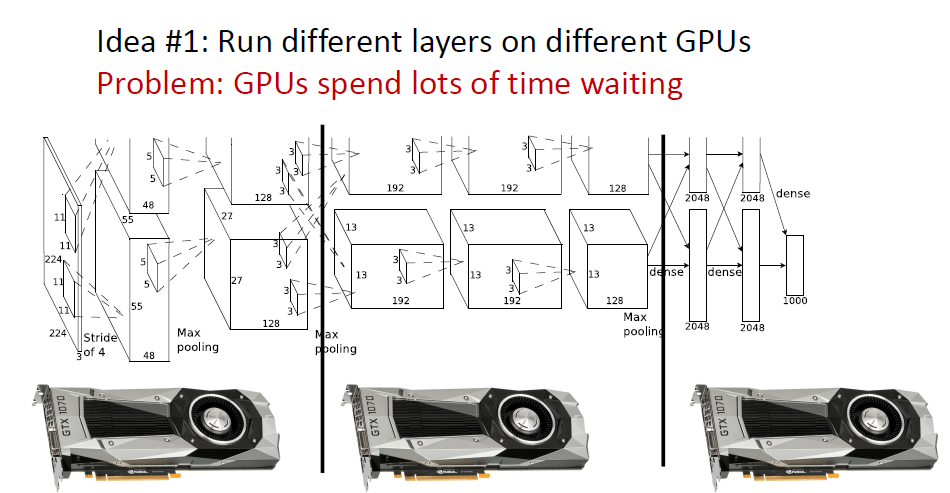 Idea #1: Run different layers on different GPUs
Problem: GPUs spend lots of time waiting
11
11
224
11
11
224
3
Stride
of 4
5
5
48
55
5
5
55
48
Max
pooling
128
27
27
128
3
3
3
3
3
3
3
3
Max
pooling
3
3
192
3
3
192
128
13
13
192
3
3
13
13
192
3
3
13
13
128
Max
pooling
dense
2048
2048
dense
2048
2048
dense
1000
GTX 1070
GTX 1070
GTX 1070
NVIDIA
NVIDIA
NVIDIA